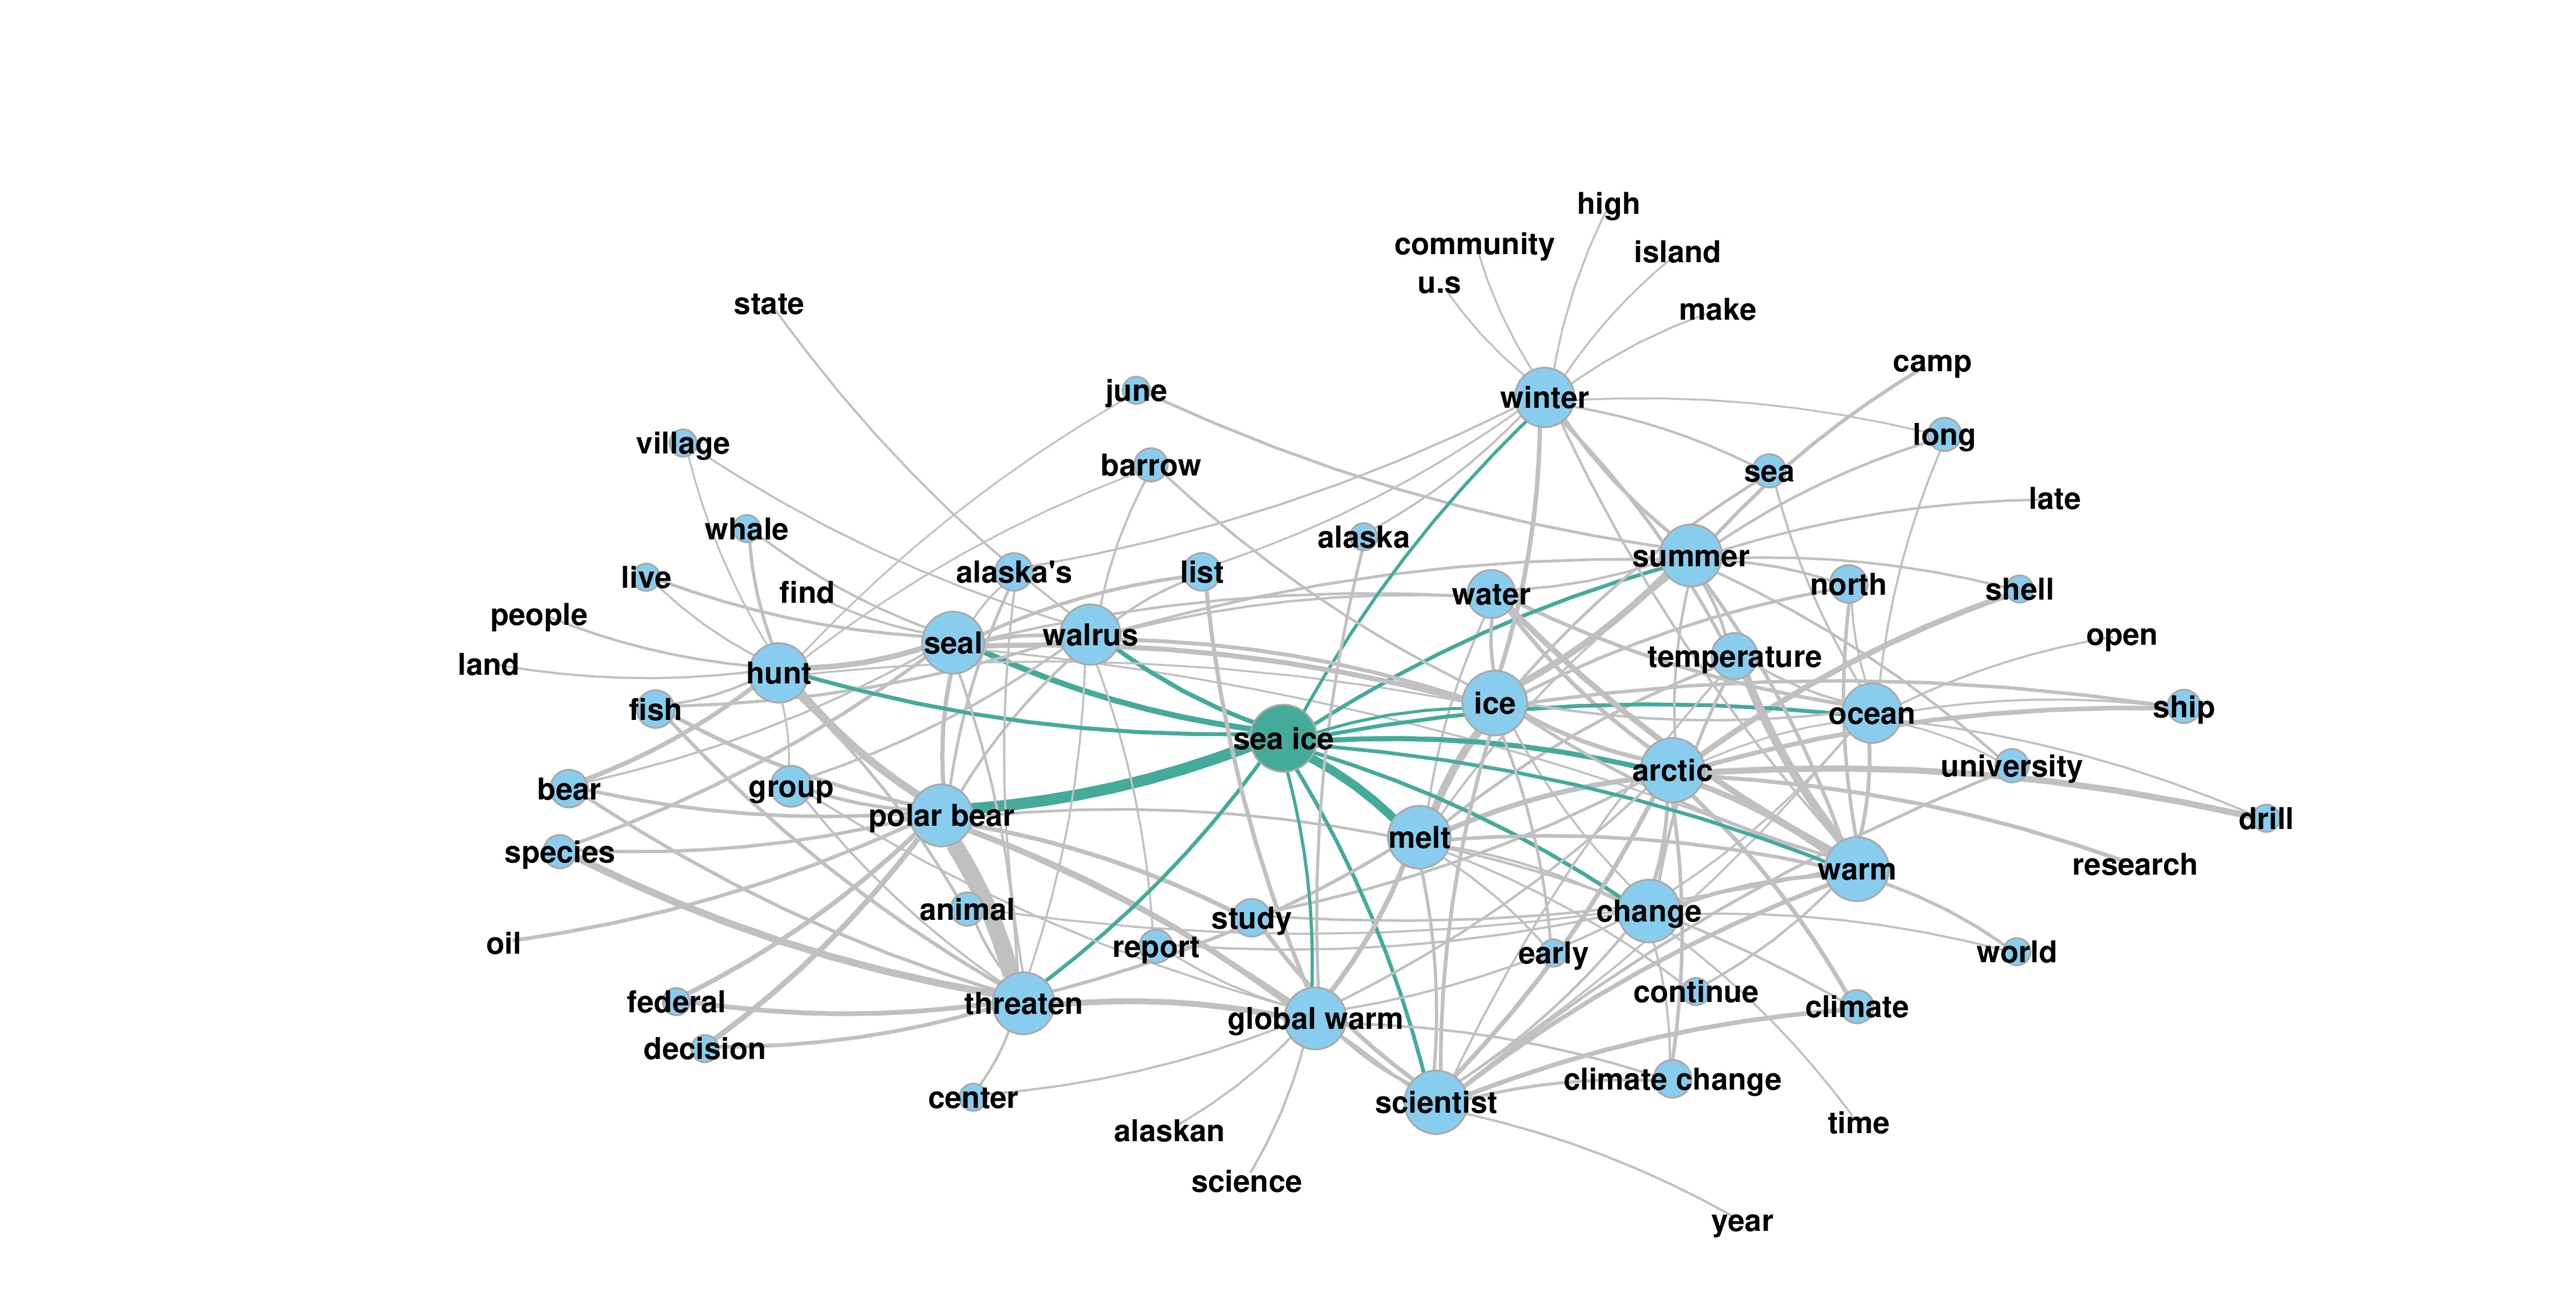 high
community
island
u.s
state
make
camp
june
winter
long
village
barrow
sea
late
whale
alaska
summer
alaska's
list
live
find
water
north
shell
people
seal
walrus
open
temperature
land
hunt
ice
fish
ocean
ship
sea ice
arctic
university
bear
group
polar bear
drill
melt
species
research
warm
animal
study
change
oil
report
early
world
federal
threaten
continue
climate
global warm
decision
climate change
center
scientist
time
alaskan
science
year